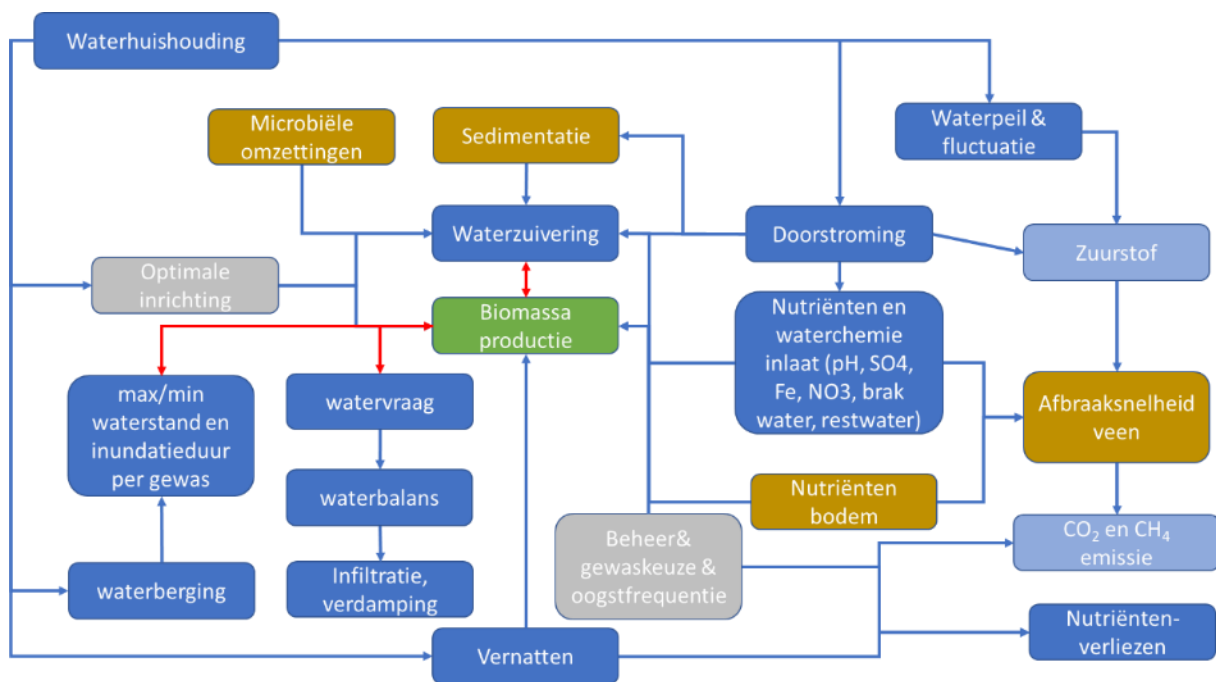 Waterhuishouding
Microbiële
omzettingen
Sedimentatie
Waterpeil &
fluctuatie
Waterzuivering
Doorstroming
Zuurstof
Optimale
inrichting
Biomassa
productie
Nutriënten en
waterchemie
inlaat (pH, SO4,
Fe, NO3, brak
water, restwater)
max/min
waterstand en
inundatieduur
per gewas
watervraag
Afbraaksnelheid
veen
waterbalans
Nutriënten
bodem
Beheer&
gewaskeuze &
oogstfrequentie
CO₂ en CH₄
emissie
waterberging
Infiltratie,
verdamping
Vernatten
Nutriënten-
verliezen